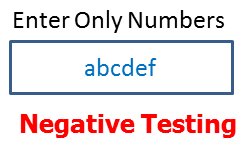 Enter Only Numbers
abcdef
Negative Testing